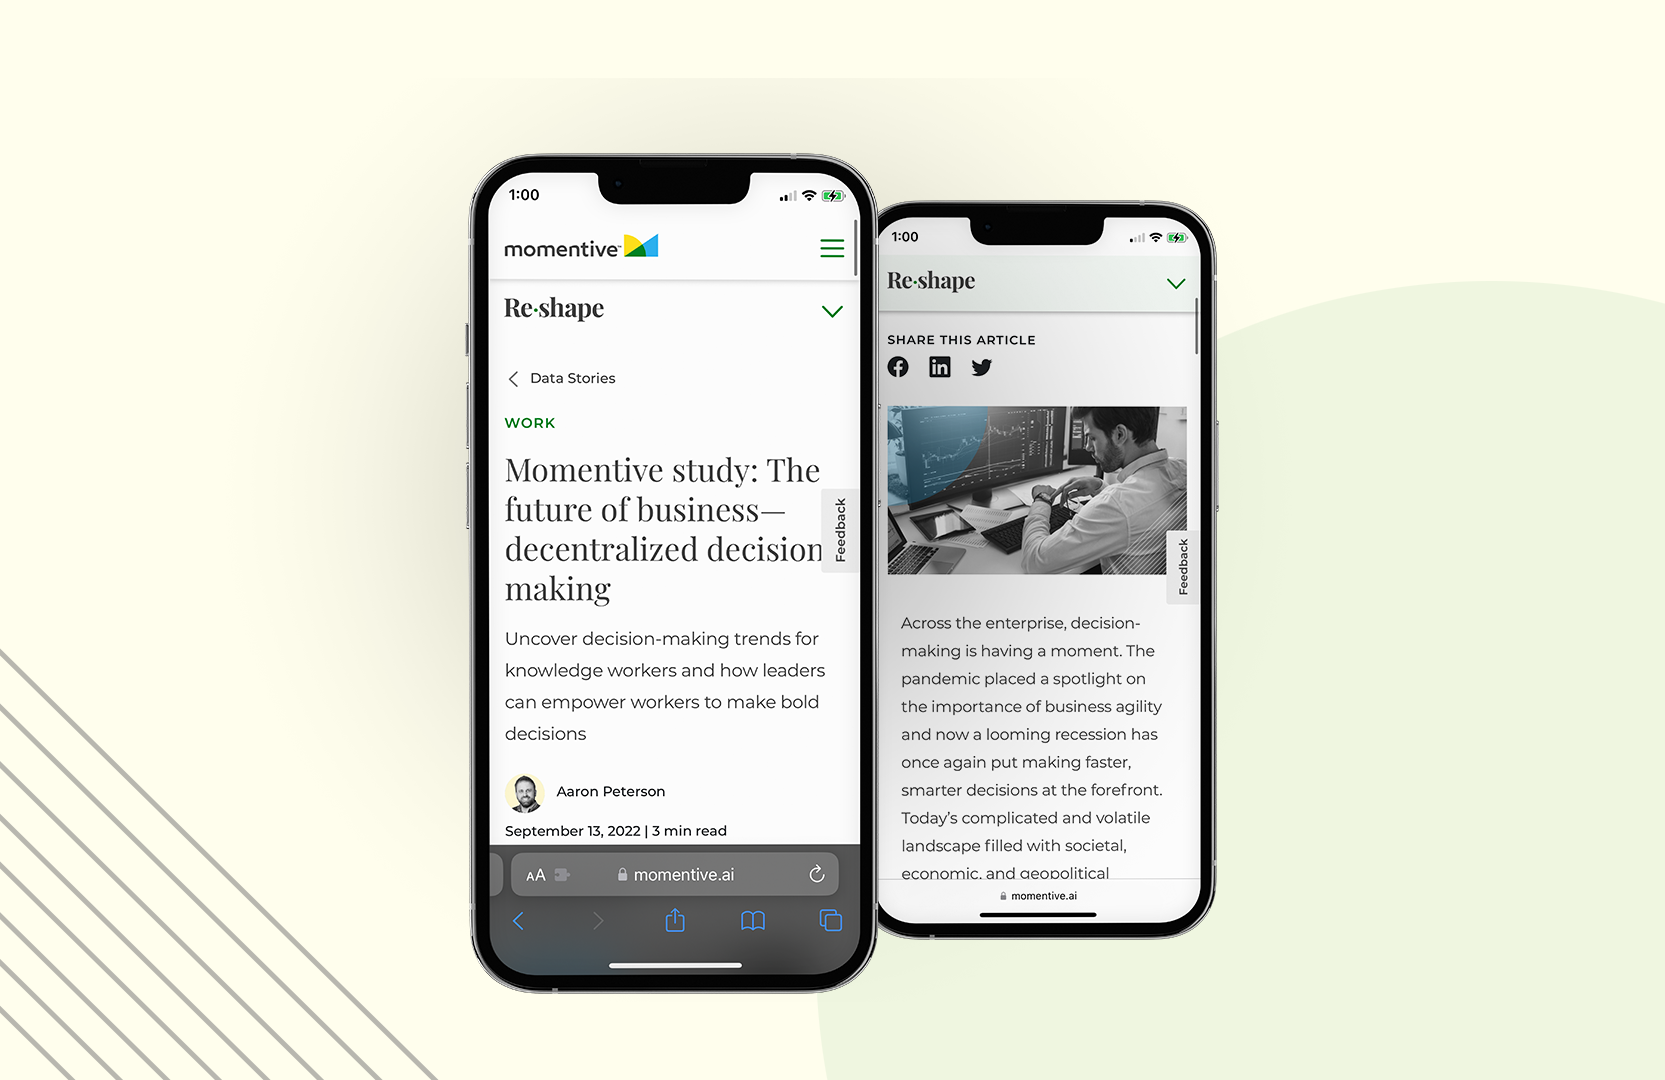 1:00
momentive
Re·shape
Data Stories
WORK
Momentive study: The
future of business—
decentralized decision
making
Feedback
Uncover decision-making trends for
knowledge workers and how leaders
can empower workers to make bold
decisions
Aaron Peterson
September 13, 2022 | 3 min read
AA
momentive.ai
1:00
Re·shape
SHARE THIS ARTICLE
Feedback
Across the enterprise, decision-
making is having a moment. The
pandemic placed a spotlight on
the importance of business agility
and now a looming recession has
once again put making faster,
smarter decisions at the forefront.
Today's complicated and volatile
landscape filled with societal,
economic, and geopolitical
momentive.ai